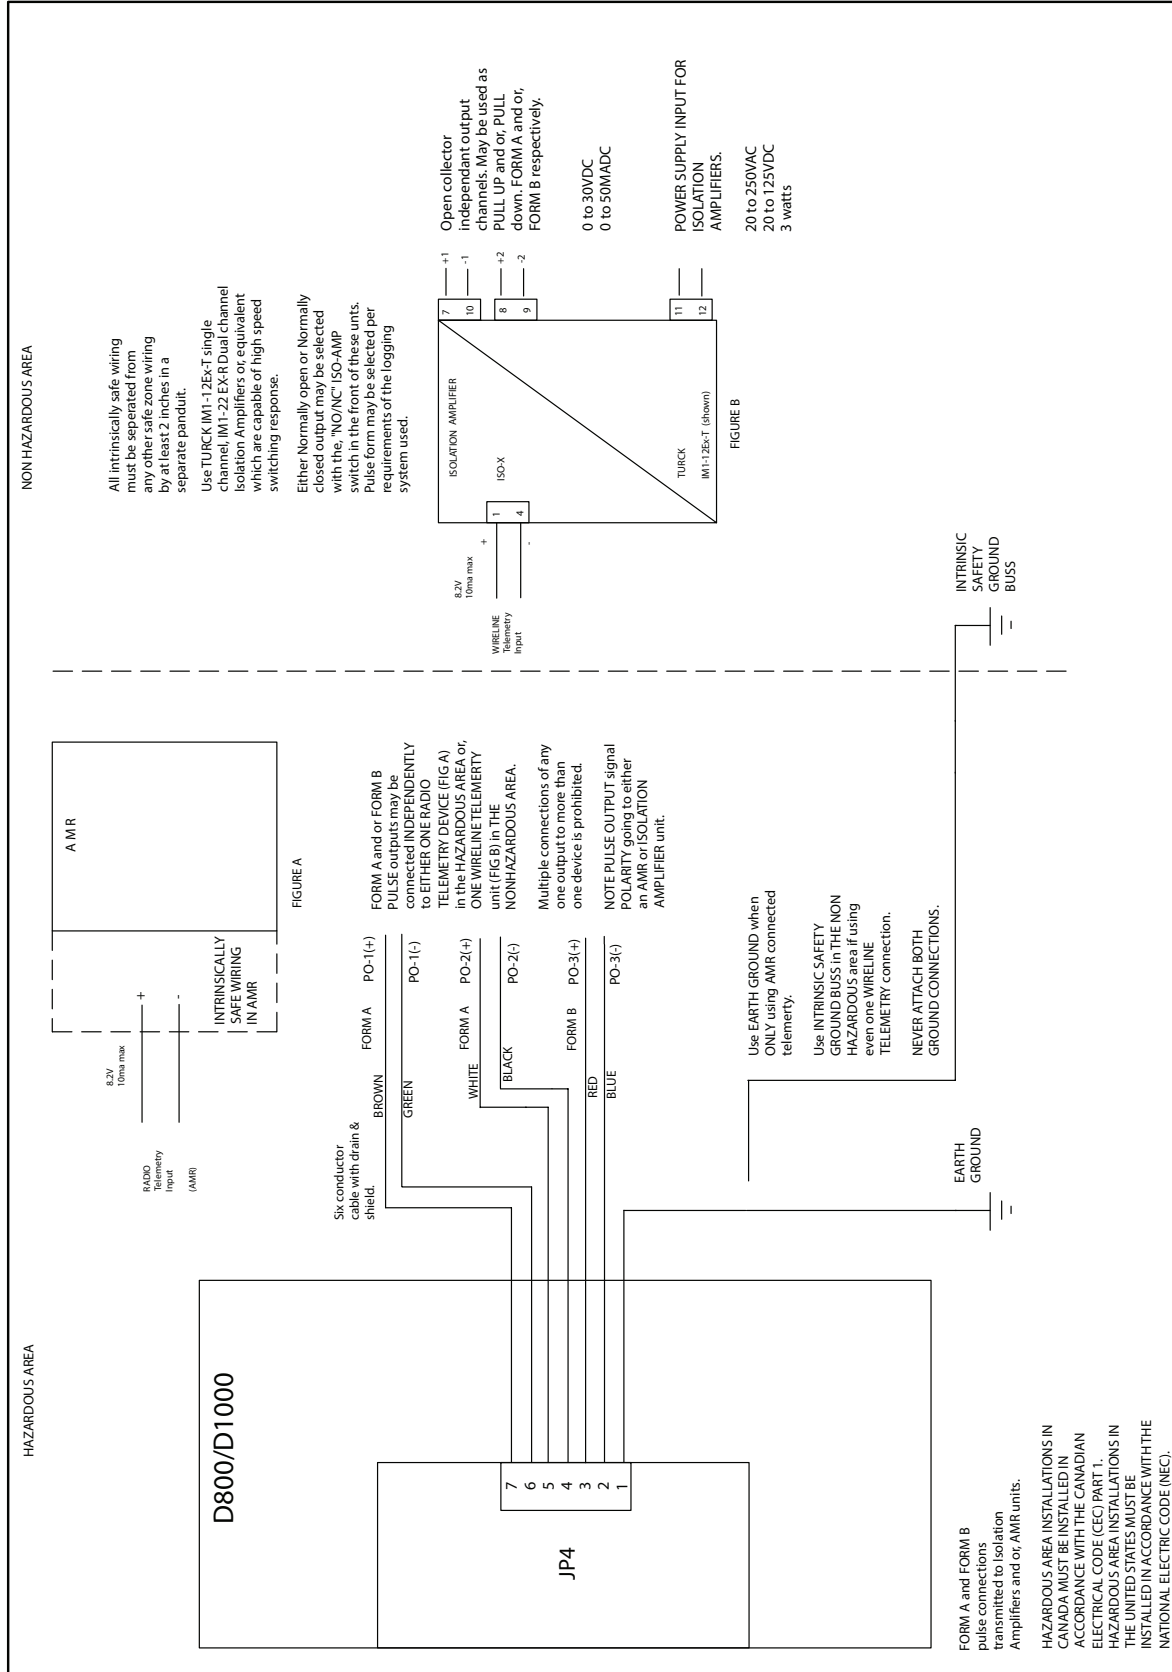 HAZARDOUS AREA
NON HAZARDOUS AREA
D800/D1000
JP4
7
6
5
4
3
2
1
FORM A and FORM B
pulse connections
transmitted to Isolation
Amplifiers and or, AMR units.
HAZARDOUS AREA INSTALLATIONS IN
CANADA MUST BE INSTALLED IN
ACCORDANCE WITH THE CANADIAN
ELECTRICAL CODE (CEC) PART 1.
HAZARDOUS AREA INSTALLATIONS IN
THE UNITED STATES MUST BE
INSTALLED IN ACCORDANCE WITH THE
NATIONAL ELECTRIC CODE (NEC).
RADIO
Telemetry
Input
(AMR)
8.2V
10ma max
+
-
INTRINSICALLY
SAFE WIRING
IN AMR
A M R
FIGURE A
Six conductor
cable with drain &
shield.
BROWN
FORM A
PO-1(+)
GREEN
PO-1(-)
WHITE
FORM A
PO-2(+)
BLACK
PO-2(-)
RED
FORM B
PO-3(+)
BLUE
PO-3(-)
FORM A and or FORM B
PULSE outputs may be
connected INDEPENDENTLY
to EITHER ONE RADIO
TELEMETRY DEVICE (FIG A)
in the HAZARDOUS AREA or,
ONE WIRELINE TELEMERTY
unit (FIG B) in THE
NONHAZARDOUS AREA.
Multiple connections of any
one output to more than
one device is prohibited.
NOTE PULSE OUTPUT signal
POLARITY going to either
an AMR or ISOLATION
AMPLIFIER unit.
Use EARTH GROUND when
ONLY using AMR connected
telemerty.
Use INTRINSIC SAFETY
GROUND BUSS in THE NON
HAZARDOUS area if using
even one WIRELINE
TELEMETRY connection.
NEVER ATTACH BOTH
GROUND CONNECTIONS.
EARTH
GROUND
INTRINSIC
SAFETY
GROUND
BUSS
All intrinsically safe wiring
must be seperated from
any other safe zone wiring
by at least 2 inches in a
separate panduit.
Use TURCK IM1-12Ex-T single
channel, IM1-22 EX-R Dual channel
Isolation Amplifiers or, equivalent
which are capable of high speed
switching response.
Either Normally open or Normally
closed output may be selected
with the, "NO/NC" ISO-AMP
switch in the front of these unts.
Pulse form may be selected per
requirements of the logging
system used.
WIRELINE
Telemetry
Input
8.2V
10ma max
+
-
1
4
ISOLATION AMPLIFIER
ISO-X
TURCK
IM1-12Ex-T (shown)
FIGURE B
7
10
8
9
11
12
+1
-1
+2
-2
Open collector
independant output
channels. May be used as
PULL UP and or, PULL
down. FORM A and or,
FORM B respectively.
0 to 30VDC
0 to 50MADC
POWER SUPPLY INPUT FOR
ISOLATION
AMPLIFIERS.
20 to 250VAC
20 to 125VDC
3 watts